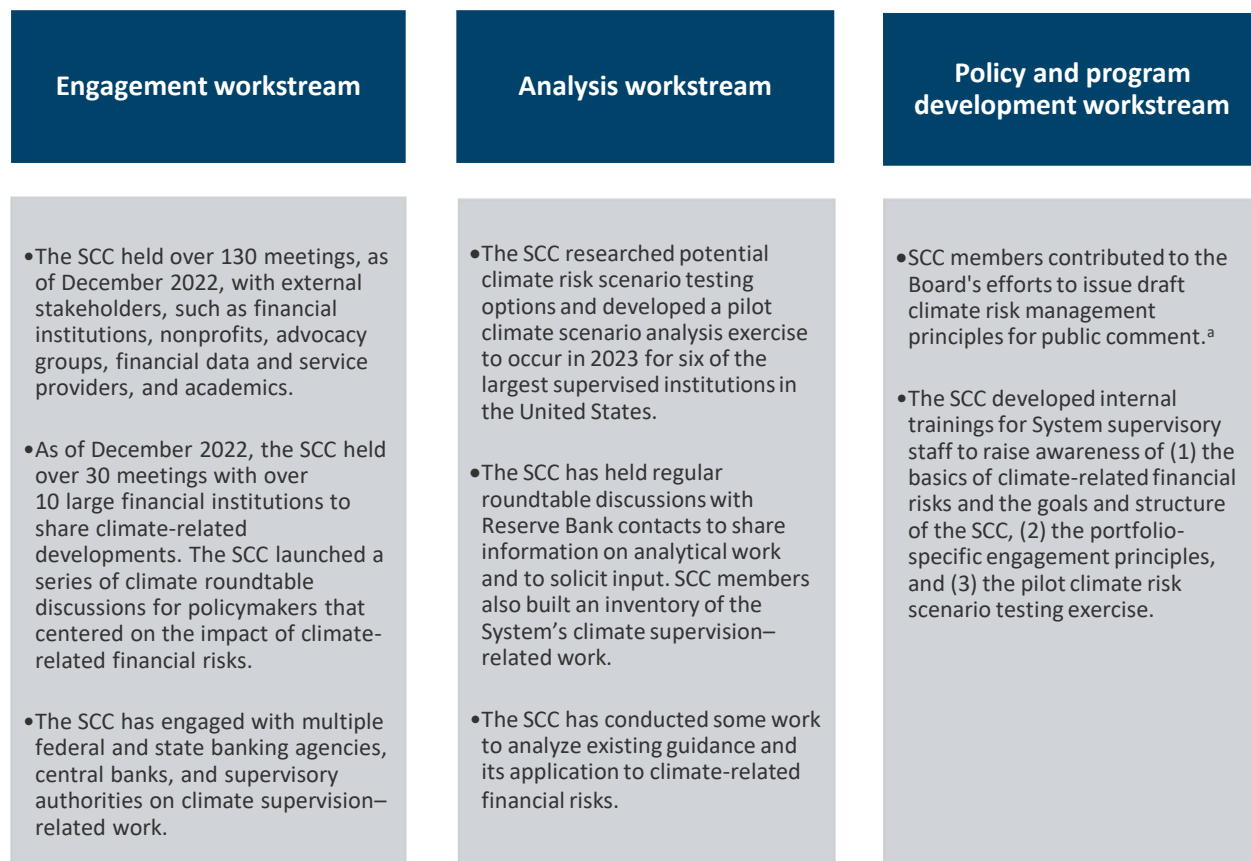 Engagement workstream
•The SCC held over 130 meetings, as
of December 2022, with external
stakeholders, such as financial
institutions, nonprofits, advocacy
groups, financial data and service
providers, and academics.
•As of December 2022, the SCC held
over 30 meetings with over
10 large financial institutions to
share climate-related
developments. The SCC launched a
series of climate roundtable
discussions for policymakers that
centered on the impact of climate-
related financial risks.
•The SCC has engaged with multiple
federal and state banking agencies,
central banks, and supervisory
authorities on climate supervision–
related work.
Analysis workstream
•The SCC researched potential
climate risk scenario testing
options and developed a pilot
climate scenario analysis exercise
to occur in 2023 for six of the
largest supervised institutions in
the United States.
•The SCC has held regular
roundtable discussions with
Reserve Bank contacts to share
information on analytical work
and to solicit input. SCC members
also built an inventory of the
System’s climate supervision–
related work.
•The SCC has conducted some work
to analyze existing guidance and
its application to climate-related
financial risks.
Policy and program
development workstream
•SCC members contributed to the
Board's efforts to issue draft
climate risk management
principles for public comment.ᵃ
•The SCC developed internal
trainings for System supervisory
staff to raise awareness of (1) the
basics of climate-related financial
risks and the goals and structure
of the SCC, (2) the portfolio-
specific engagement principles,
and (3) the pilot climate risk
scenario testing exercise.